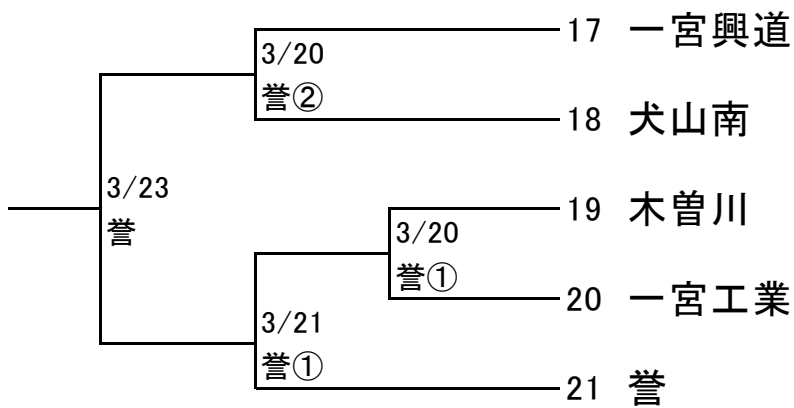 17 一宮興道
3/20
誉②
18 犬山南
3/23
誉
19 木曽川
3/20
誉①
20 一宮工業
3/21
誉①
21 誉